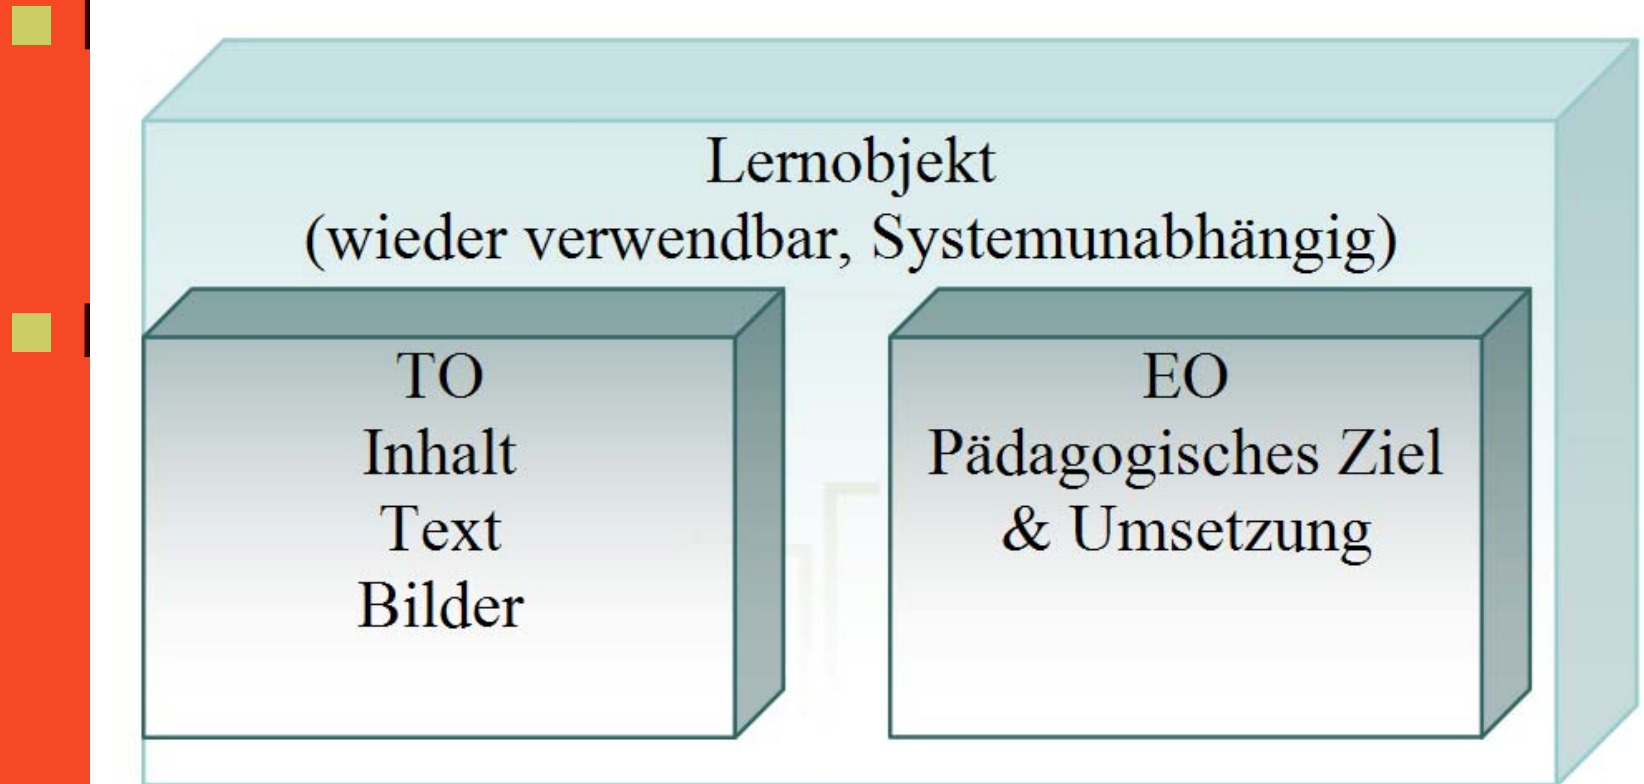 Lernobjekt
(wieder verwendbar, Systemunabhängig)
TO
Inhalt
Text
Bilder
EO
Pädagogisches Ziel
& Umsetzung